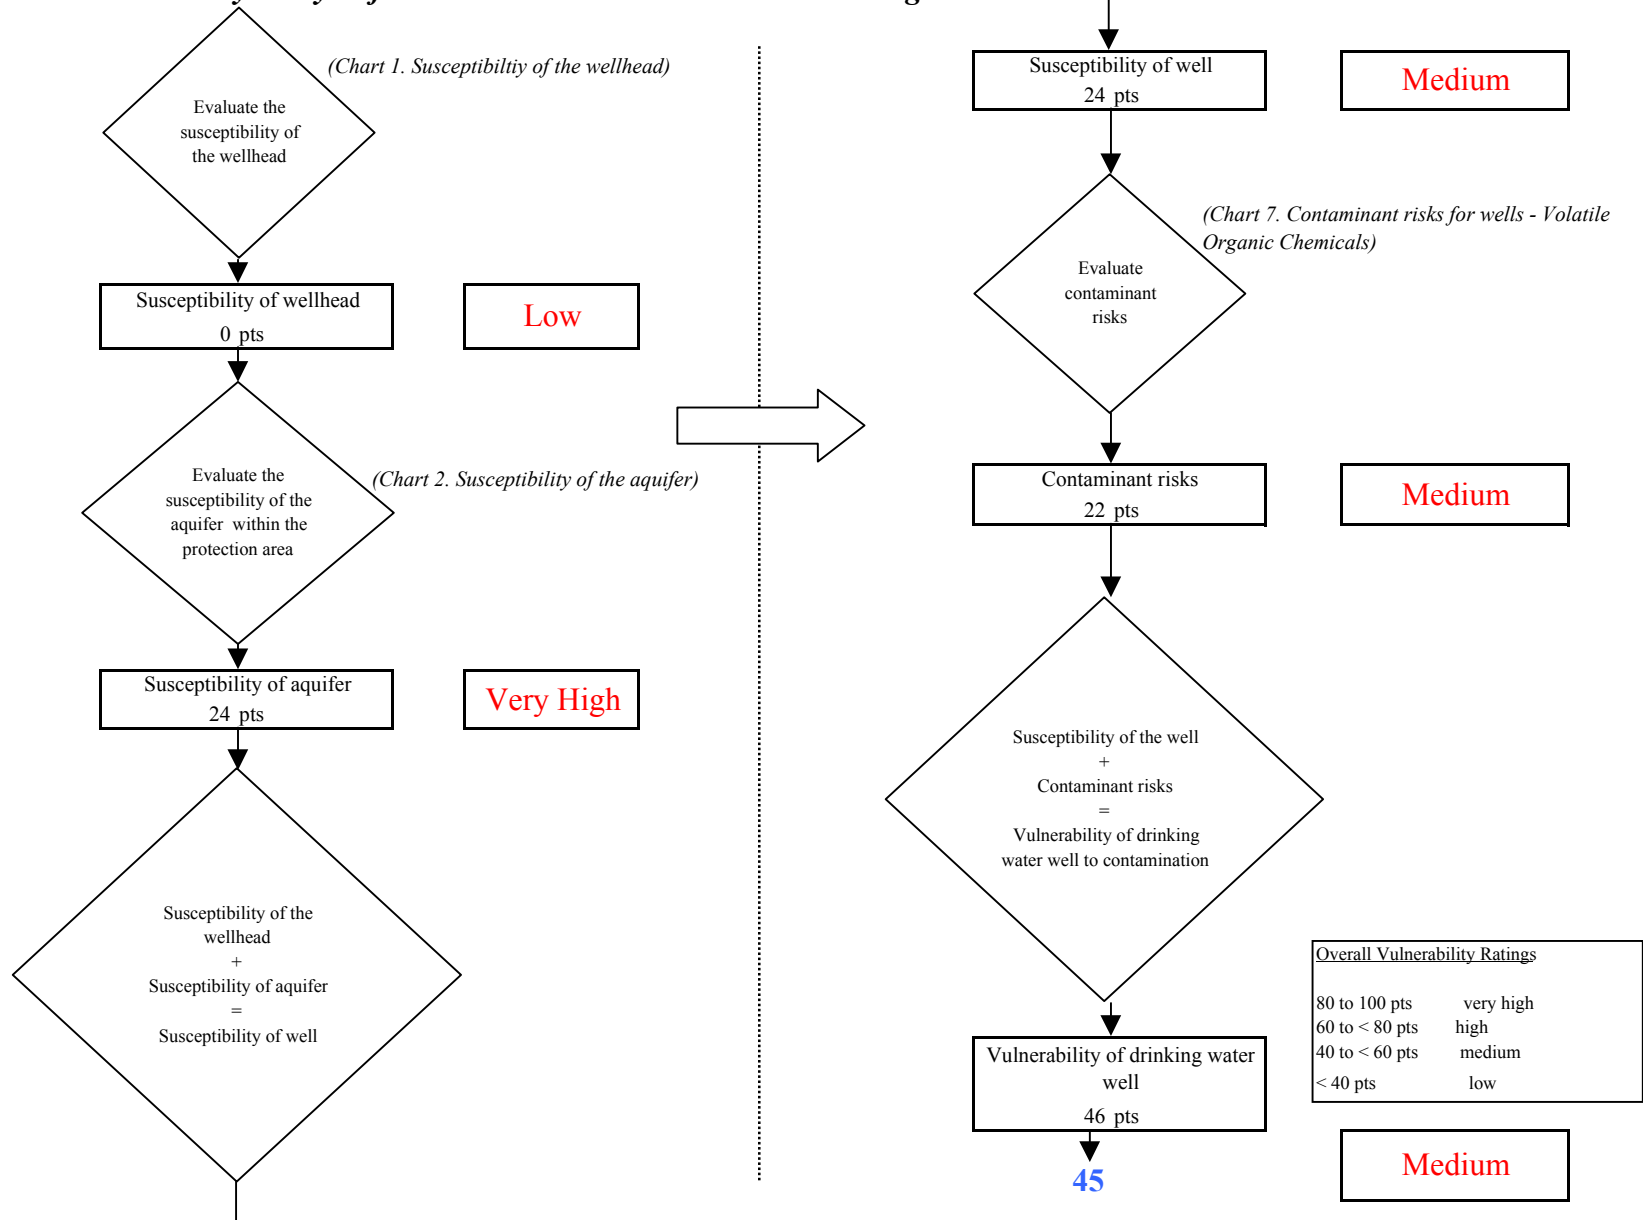 (Chart 1. Susceptibiltiy of the wellhead)
Evaluate the
susceptibility of
the wellhead
Susceptibility of wellhead
0 pts
Low
Evaluate the
susceptibility of the
aquifer within the
protection area
(Chart 2. Susceptibility of the aquifer)
Susceptibility of aquifer
24 pts
Very High
Susceptibility of the
wellhead
+
Susceptibility of aquifer
=
Susceptibility of well
Susceptibility of well
24 pts
Medium
(Chart 7. Contaminant risks for wells - Volatile
Organic Chemicals)
Evaluate
contaminant
risks
Contaminant risks
22 pts
Medium
Susceptibility of the well
+
Contaminant risks
=
Vulnerability of drinking
water well to contamination
Vulnerability of drinking water
well
46 pts
45
Overall Vulnerability Ratings
80 to 100 pts very high
60 to < 80 pts high
40 to < 60 pts medium
< 40 pts low
Medium